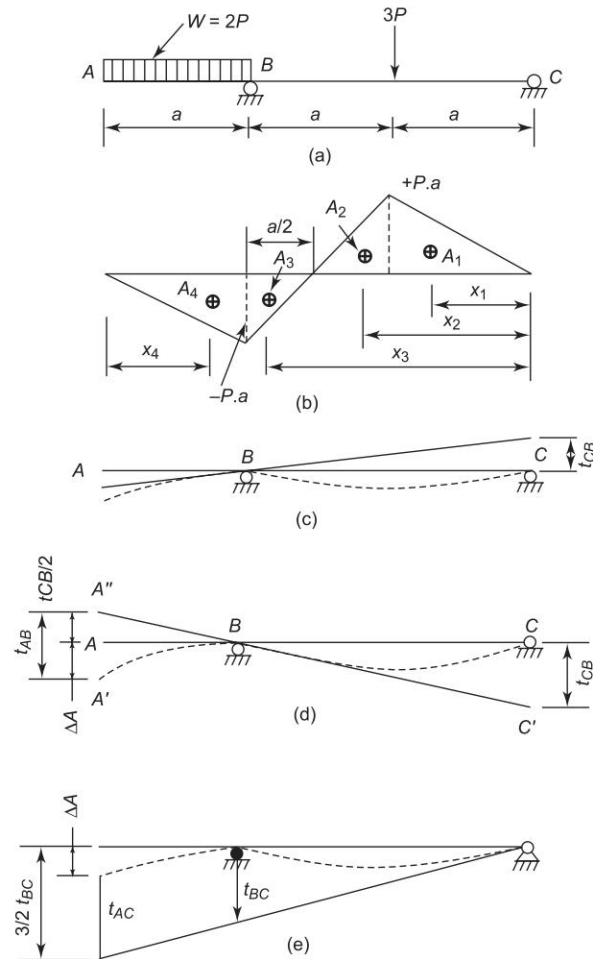 W = 2P
3P
A
B
C
a
a
a
(a)
+P.a
a/2
A2
A3
A1
A4
x1
x2
x3
x4
–P.a
(b)
A
B
C
tCB
(c)
tCB/2
A"
tAB
A
B
C
tCB
A'
ΔA
C'
(d)
ΔA
3/2 tBC
tBC
tAC
(e)